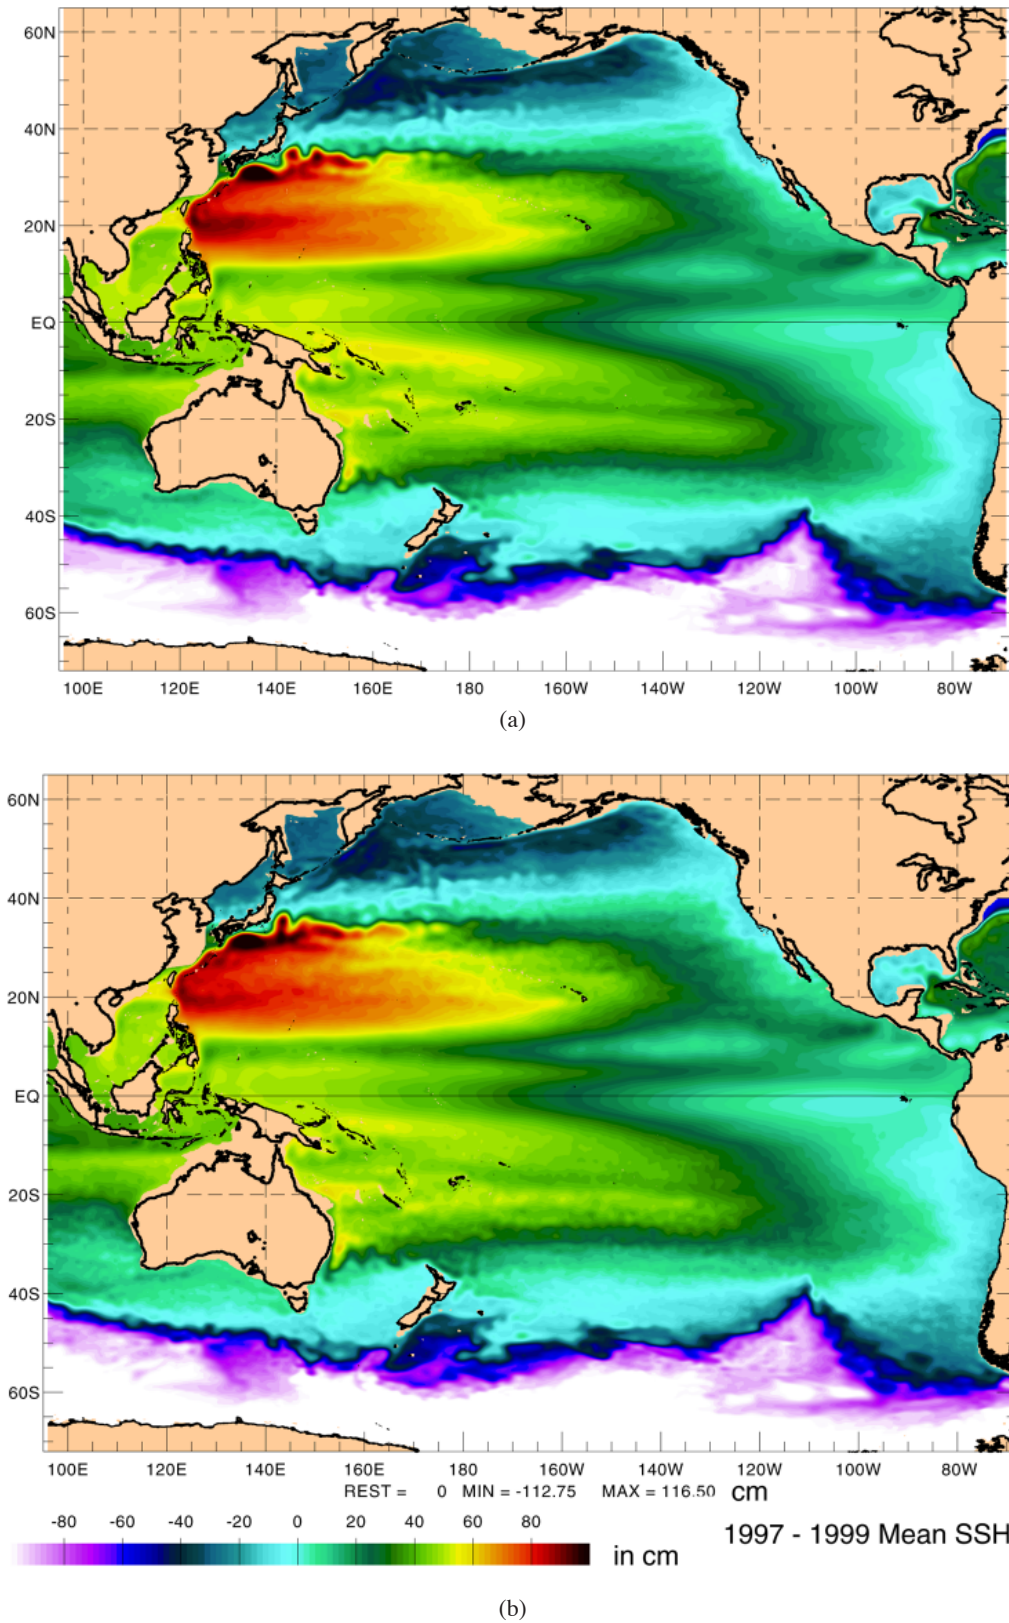 60N
40N
20N
EQ
20S
40S
60S
100E 120E 140E 160E 180 160W 140W 120W 100W 80W
(a)
60N
40N
20N
EQ
20S
40S
60S
100E 120E 140E 160E 180 160W 140W 120W 100W 80W
REST = 0 MIN = -112.75 MAX = 116.50 cm
-80 -60 -40 -20 0 20 40 60 80
1997 - 1999 Mean SSH
in cm
(b)